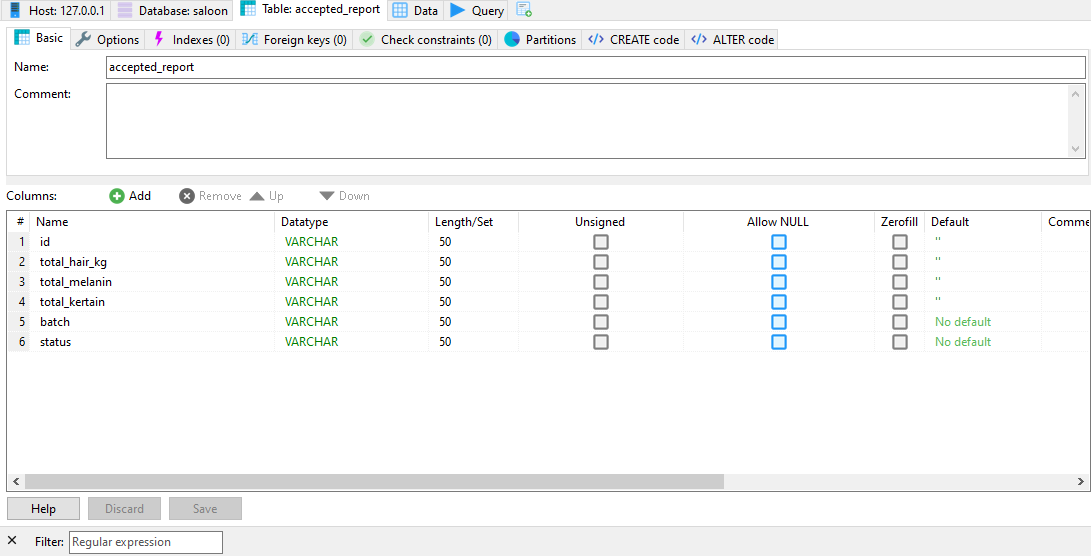 Host: 127.0.0.1 Database: saloon Table: accepted_report Data Query
Basic Options Indexes (0) Foreign keys (0) Check constraints (0) Partitions CREATE code ALTER code
Name: accepted_report
Comment:
Columns: Add Remove Up Down
# Name Datatype Length/Set Unsigned Allow NULL Zerofill Default Comme
1 id VARCHAR 50 ''
2 total_hair_kg VARCHAR 50 ''
3 total_melanin VARCHAR 50 ''
4 total_kertain VARCHAR 50 ''
5 batch VARCHAR 50 No default
6 status VARCHAR 50 No default
Help Discard Save
Filter: Regular expression